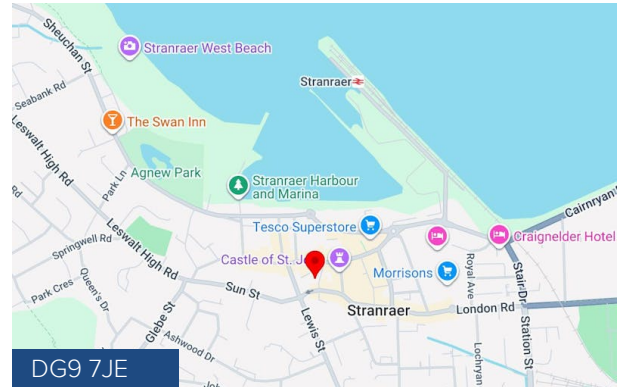 Sheuchan St
Stranraer West Beach
Stranraer
Seabank Rd
Leswalt High Rd
The Swan Inn
Park Ln
Agnew Park
Stranraer Harbour
and Marina
Cairnryan
Tesco Superstore
Craignelder Hotel
Leswalt High Rd
Springwell Rd
Castle of St. J
Morrisons
Royal Ave
Stair Dr
Queen's Dr
Park Cres
Sun St
London Rd
Glebe St
Lewis St
Stranraer
Station St
Ashwood Dr
Lochryan
DG9 7JE